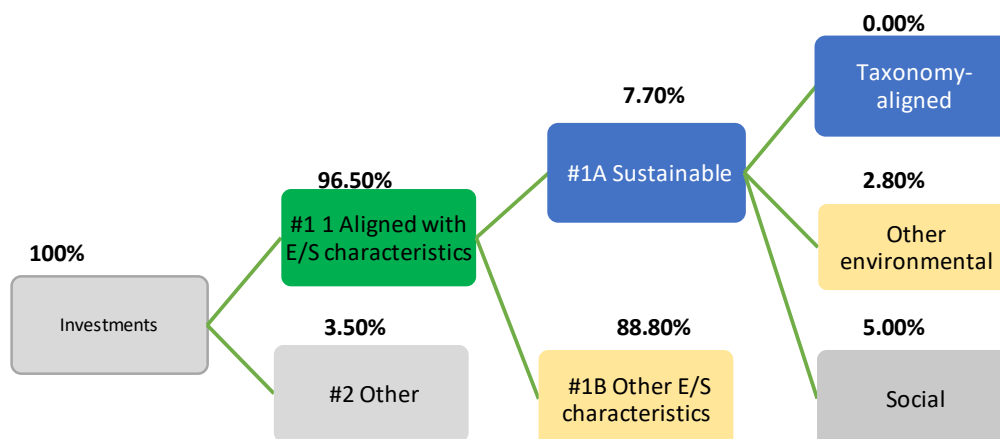 0.00%
Taxonomy-
aligned
7.70%
#1A Sustainable
96.50%
#1 1 Aligned with
E/S characteristics
2.80%
Other
environmental
100%
Investments
3.50%
#2 Other
88.80%
#1B Other E/S
characteristics
5.00%
Social